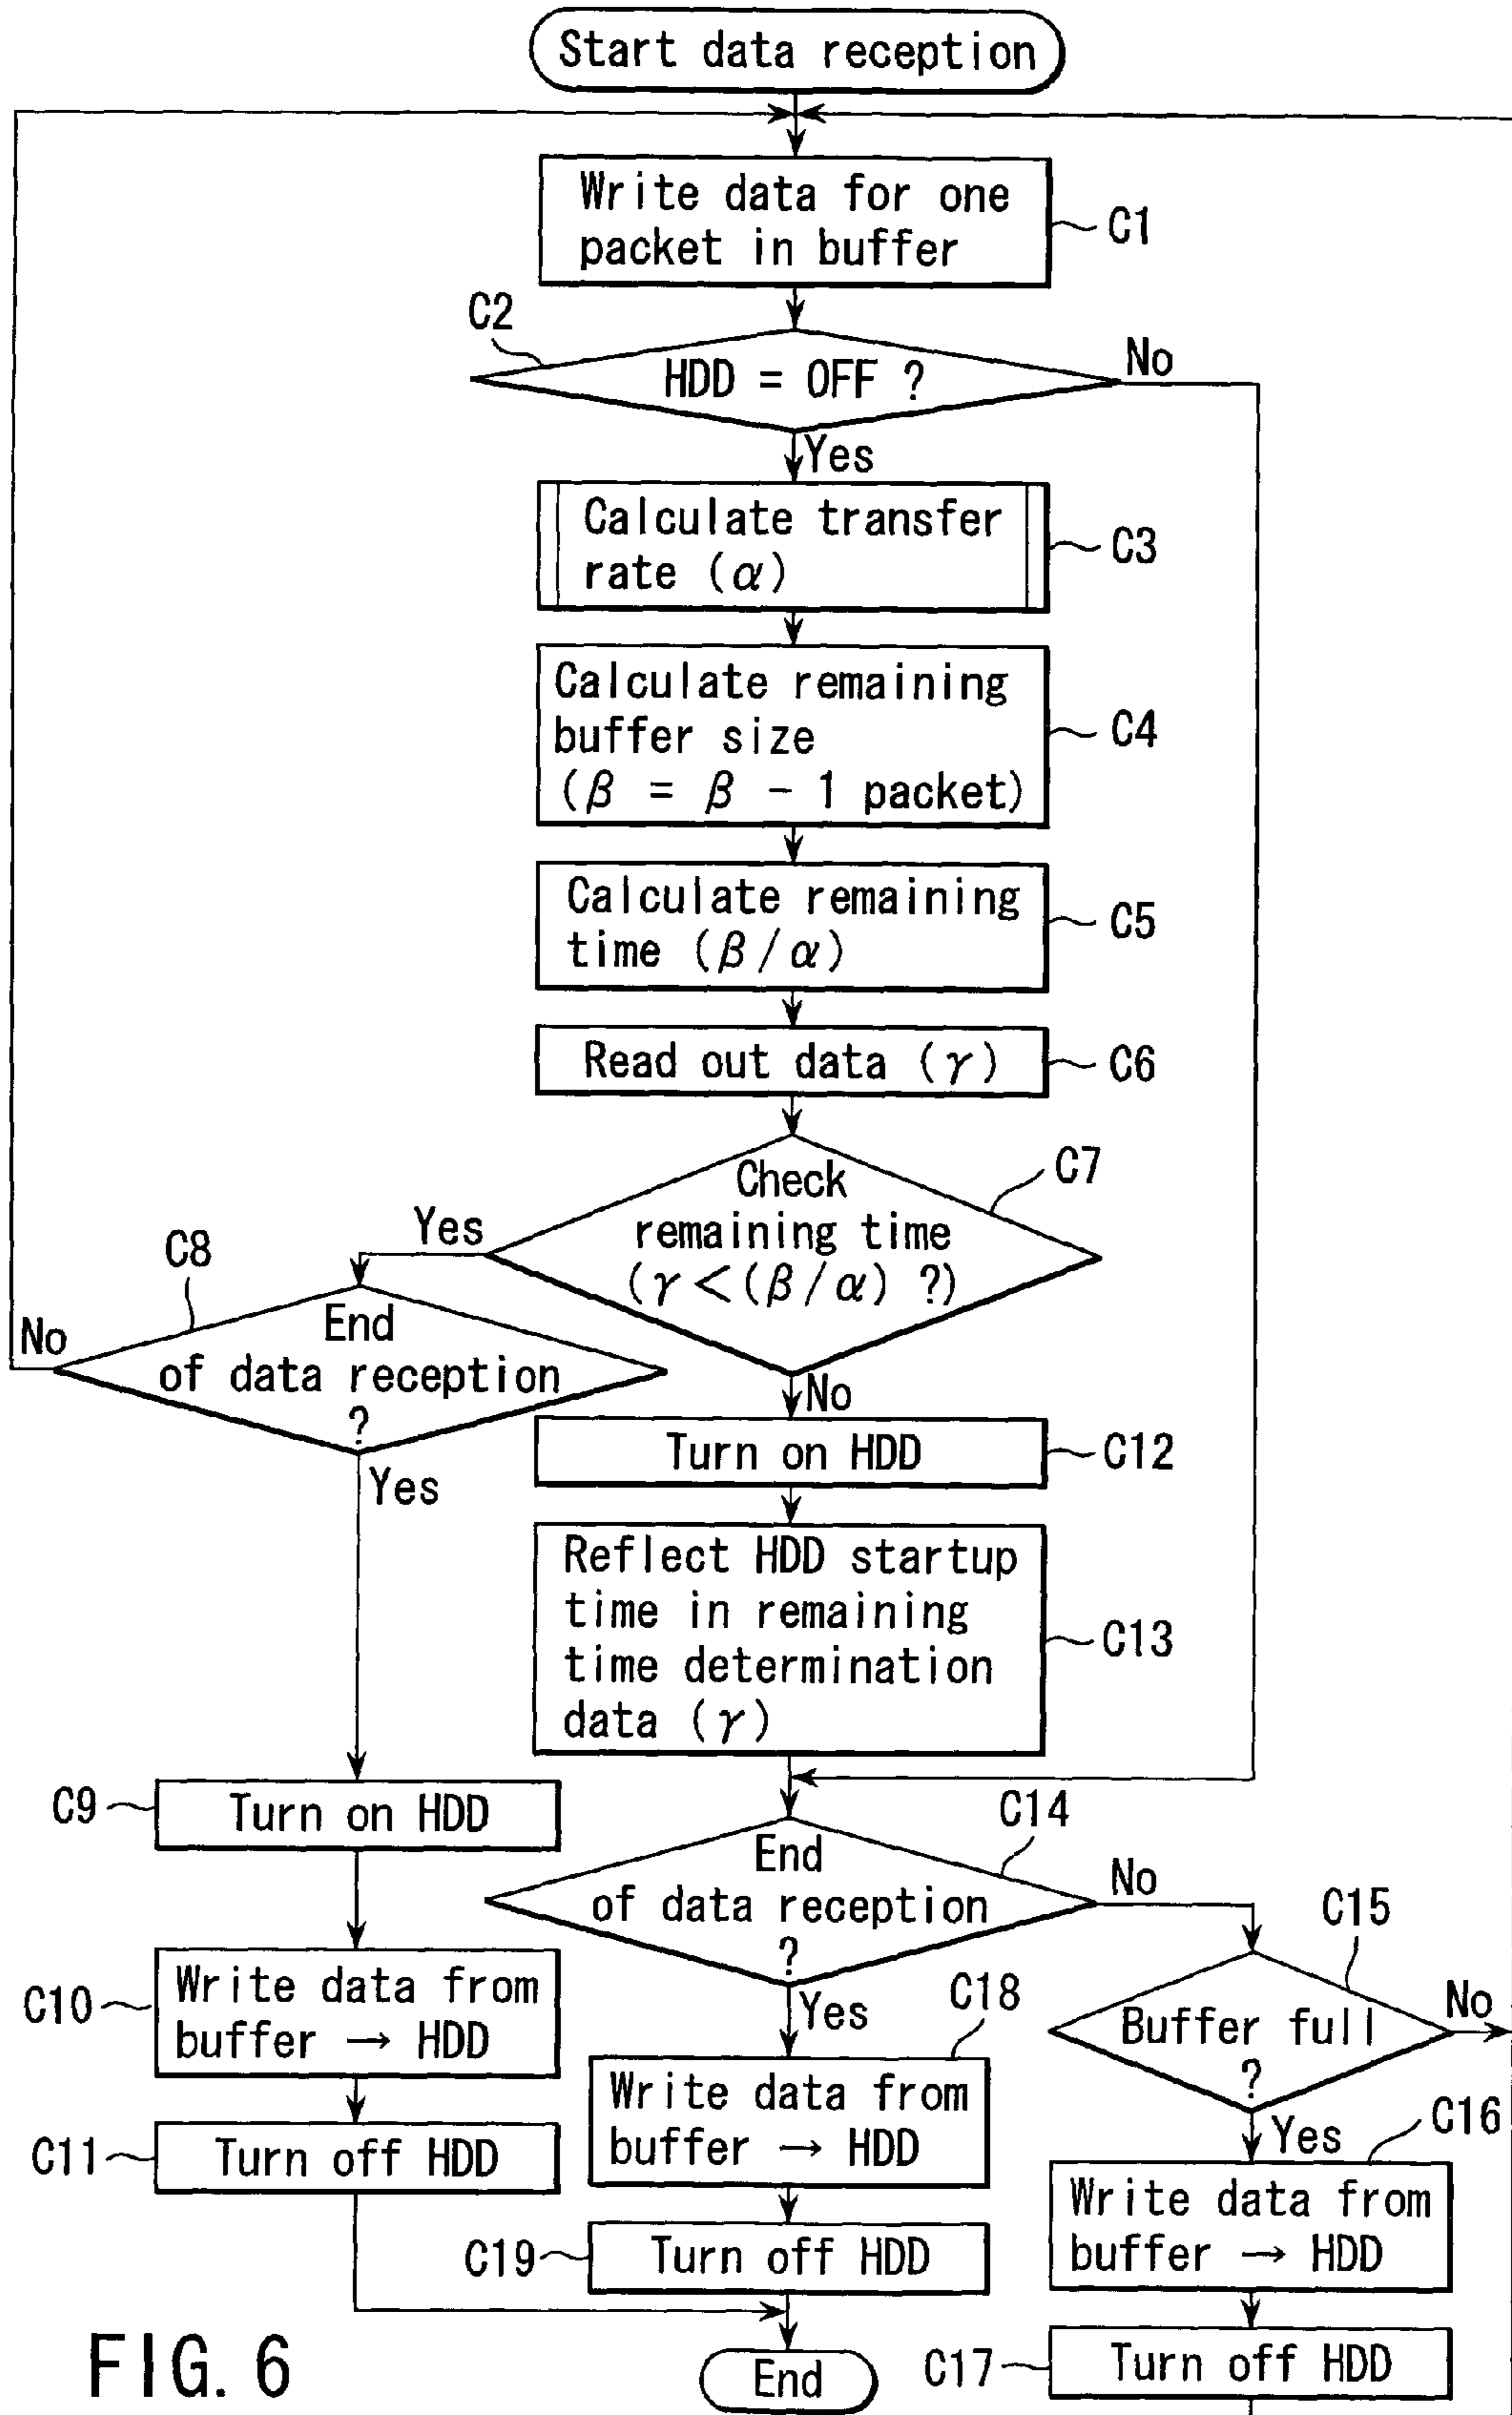 Start data reception
Write data for one
packet in buffer
C1
C2
HDD = OFF ?
No
Yes
Calculate transfer
rate (α)
C3
Calculate remaining
buffer size
(β = β - 1 packet)
C4
Calculate remaining
time (β/α)
C5
Read out data (γ)
C6
Check
remaining time
(γ<(β/α) ?)
C7
Yes
C8
End
of data reception
?
No
Yes
No
Turn on HDD
C12
Reflect HDD startup
time in remaining
time determination
data (γ)
C13
C9
Turn on HDD
C14
End
of data reception
?
No
C15
C10
Write data from
buffer → HDD
Yes
C18
Buffer full
?
No
Write data from
buffer → HDD
C11
Turn off HDD
Yes
C16
Write data from
buffer → HDD
C19
Turn off HDD
FIG. 6
End
C17
Turn off HDD